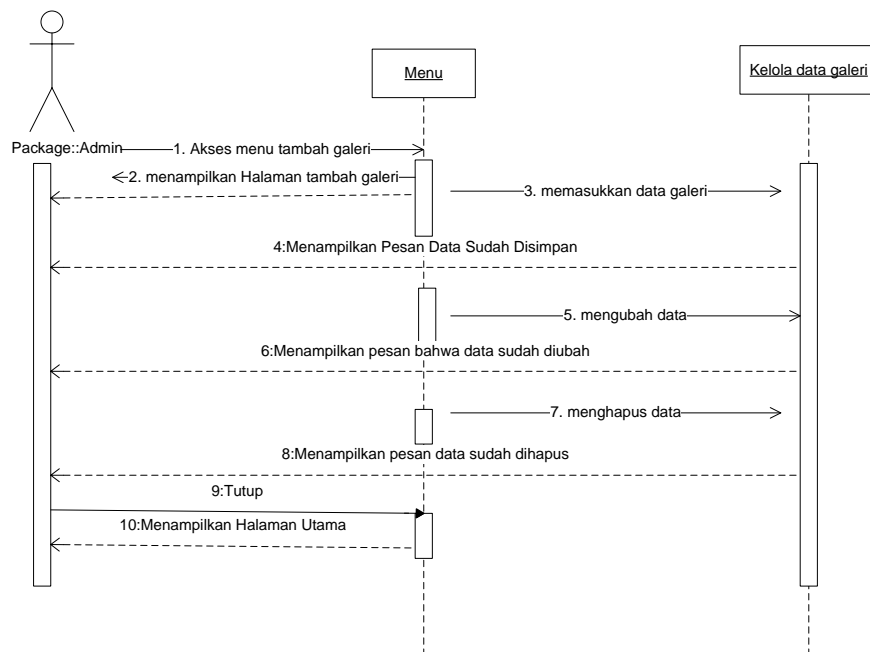 Menu
Kelola data galeri
Package::Admin
1. Akses menu tambah galeri
2. menampilkan Halaman tambah galeri
3. memasukkan data galeri
4:Menampilkan Pesan Data Sudah Disimpan
5. mengubah data
6:Menampilkan pesan bahwa data sudah diubah
7. menghapus data
8:Menampilkan pesan data sudah dihapus
9:Tutup
10:Menampilkan Halaman Utama